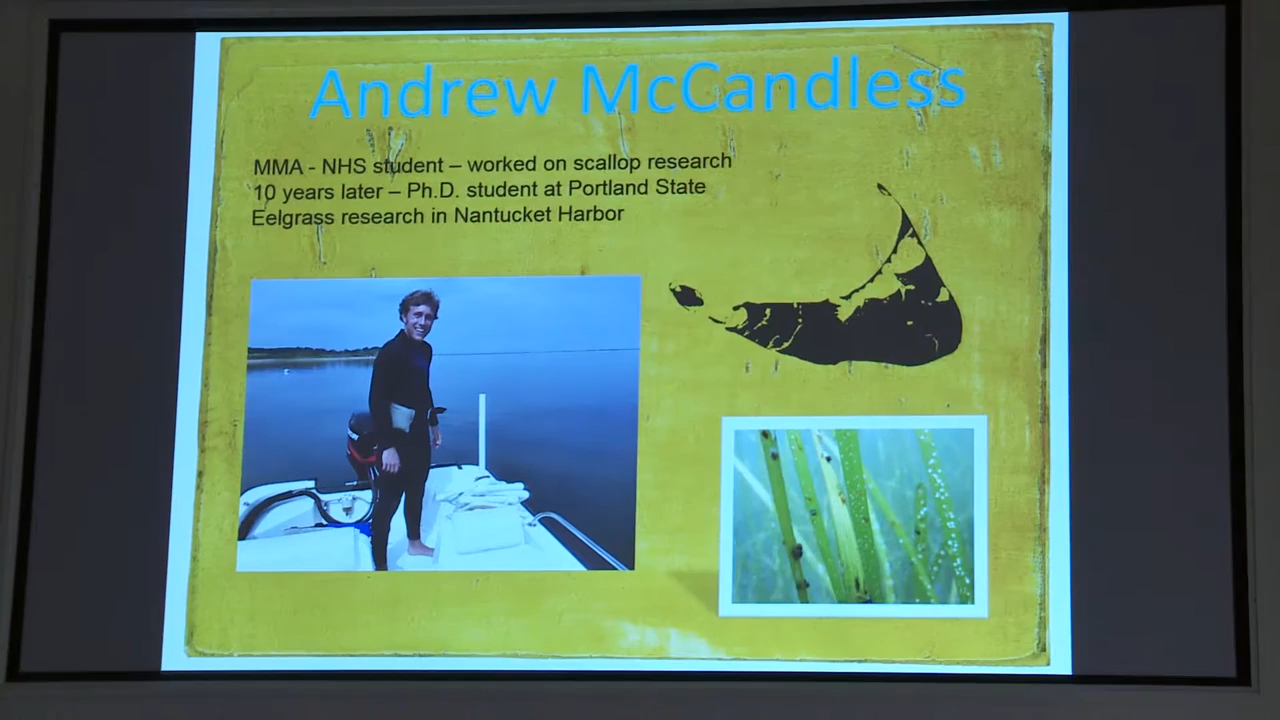 Andrew McCandless
MMA - NHS student – worked on scallop research
10 years later – Ph.D. student at Portland State
Eelgrass research in Nantucket Harbor